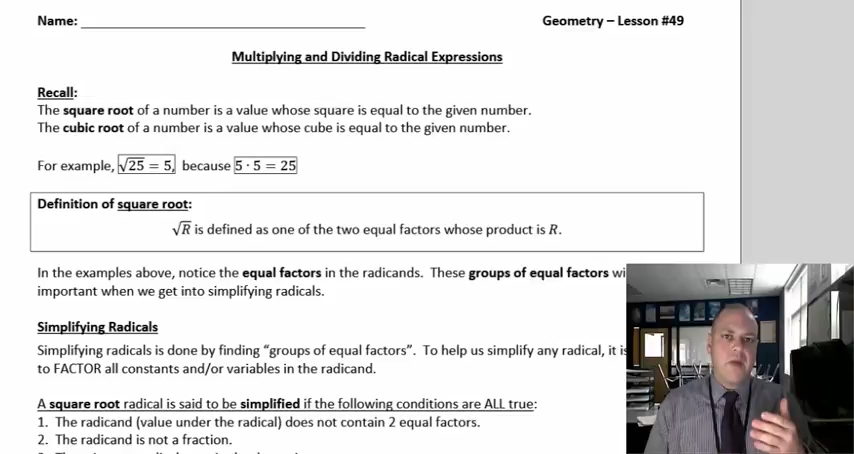 Name: ____________________ Geometry – Lesson #49
Multiplying and Dividing Radical Expressions
Recall:
The square root of a number is a value whose square is equal to the given number.
The cubic root of a number is a value whose cube is equal to the given number.
For example, √25 = 5, because 5 · 5 = 25
Definition of square root:
√R is defined as one of the two equal factors whose product is R.
In the examples above, notice the equal factors in the radicands. These groups of equal factors
important when we get into simplifying radicals.
Simplifying Radicals
Simplifying radicals is done by finding “groups of equal factors”. To help us simplify any radical, it is
to FACTOR all constants and/or variables in the radicand.
A square root radical is said to be simplified if the following conditions are ALL true:
1. The radicand (value under the radical) does not contain 2 equal factors.
2. The radicand is not a fraction.